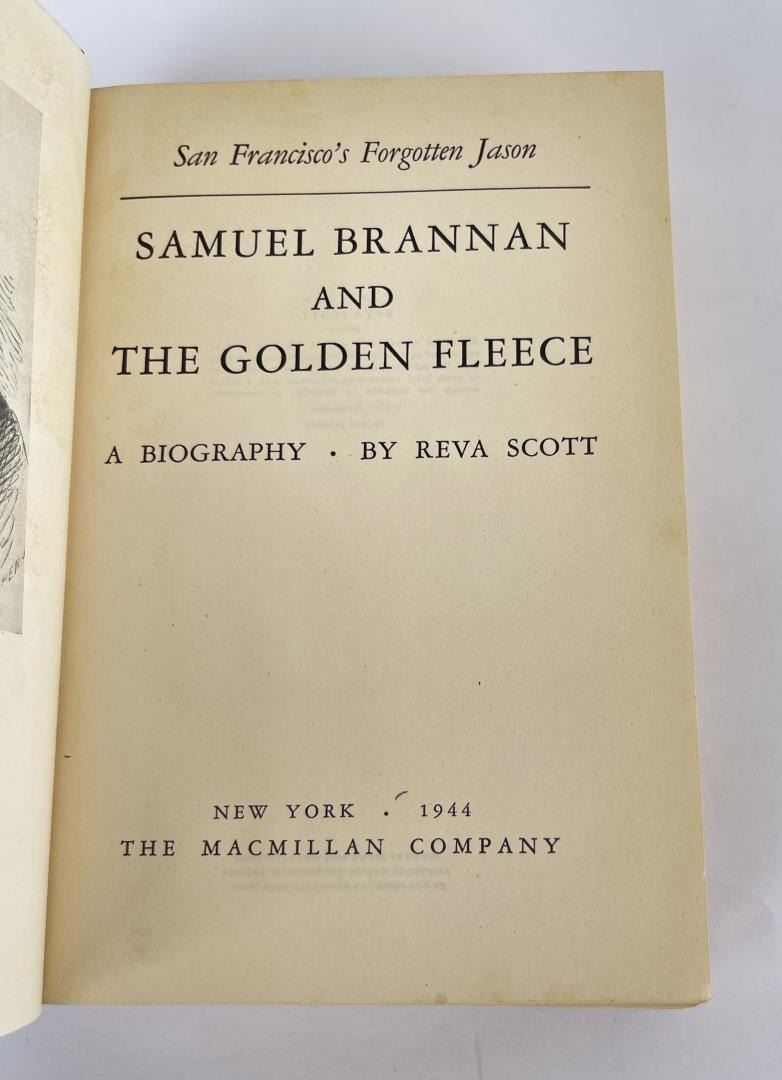 San Francisco's Forgotten Jason
SAMUEL BRANNAN
AND
THE GOLDEN FLEECE
A BIOGRAPHY · BY REVA SCOTT
NEW YORK · 1944
THE MACMILLAN COMPANY